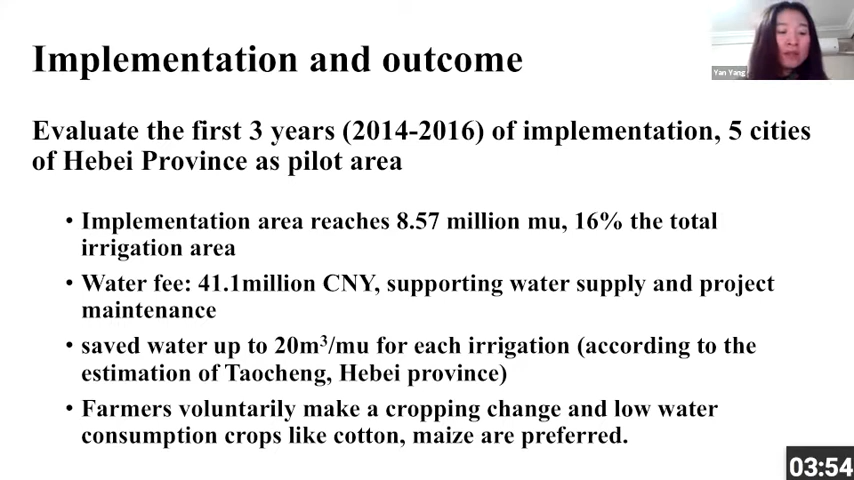 Implementation and outcome
Yan Yang
Evaluate the first 3 years (2014-2016) of implementation, 5 cities
of Hebei Province as pilot area
• Implementation area reaches 8.57 million mu, 16% the total
irrigation area
• Water fee: 41.1million CNY, supporting water supply and project
maintenance
• saved water up to 20m³/mu for each irrigation (according to the
estimation of Taocheng, Hebei province)
• Farmers voluntarily make a cropping change and low water
consumption crops like cotton, maize are preferred.
03:54